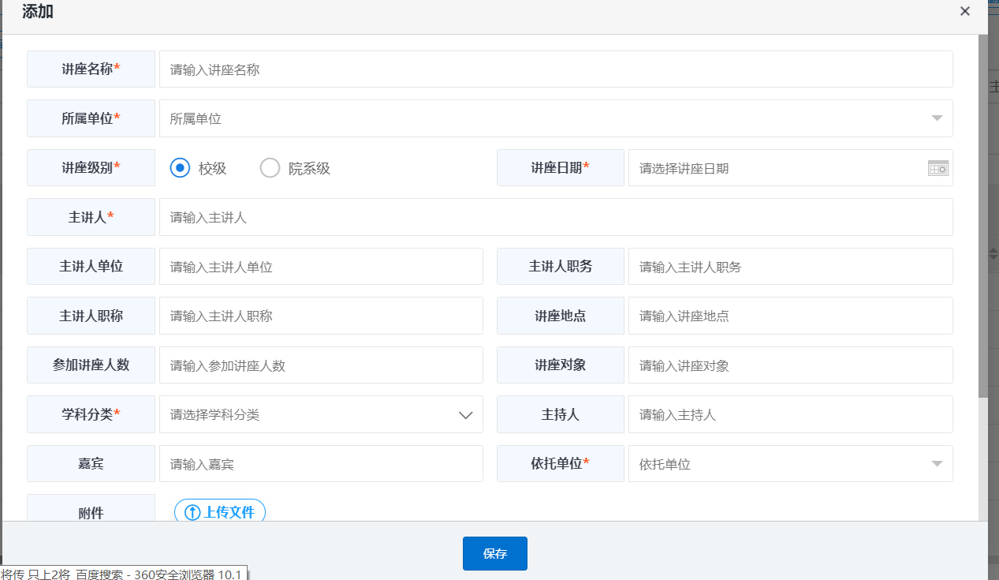 添加
讲座名称* 请输入讲座名称
所属单位* 所属单位
讲座级别* 校级 院系级 讲座日期* 请选择讲座日期
主讲人* 请输入主讲人
主讲人单位 请输入主讲人单位 主讲人职务 请输入主讲人职务
主讲人职称 请输入主讲人职称 讲座地点 请输入讲座地点
参加讲座人数 请输入参加讲座人数 讲座对象 请输入讲座对象
学科分类* 请选择学科分类 主持人 请输入主持人
嘉宾 请输入嘉宾 依托单位* 依托单位
附件 上传文件
保存
将传 只上2将_百度搜索 - 360安全浏览器 10.1